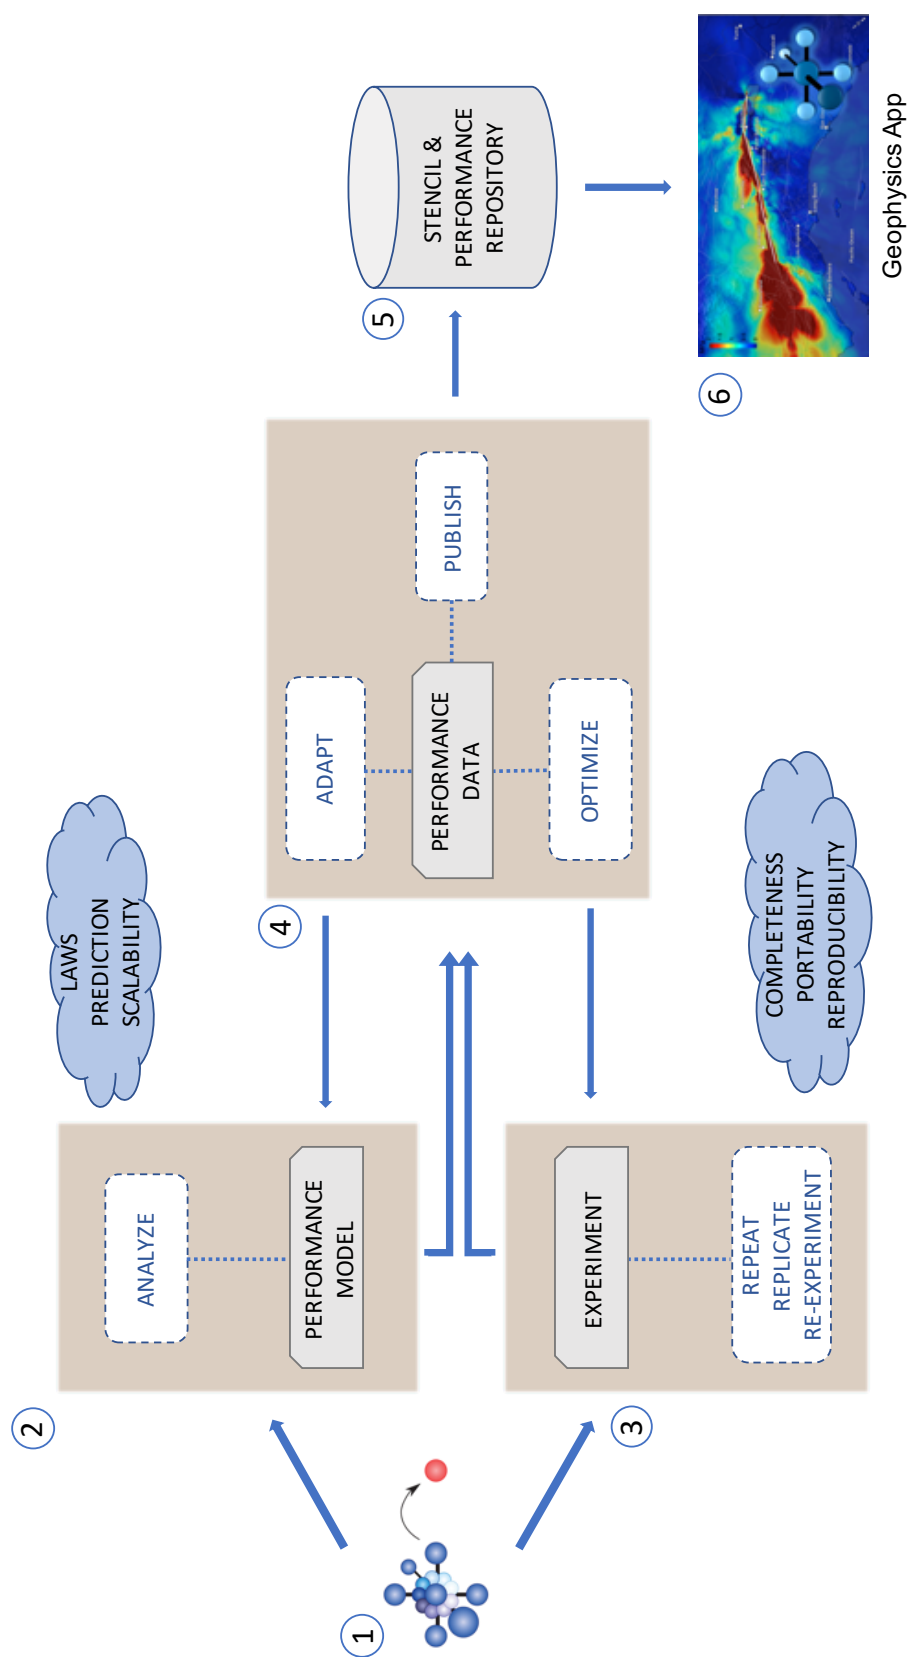 1
2
ANALYZE
PERFORMANCE
MODEL
LAWS
PREDICTION
SCALABILITY
3
EXPERIMENT
REPEAT
REPLICATE
RE-EXPERIMENT
COMPLETENESS
PORTABILITY
REPRODUCIBILITY
4
ADAPT
PERFORMANCE
DATA
OPTIMIZE
PUBLISH
5
STENCIL &
PERFORMANCE
REPOSITORY
6
Geophysics App